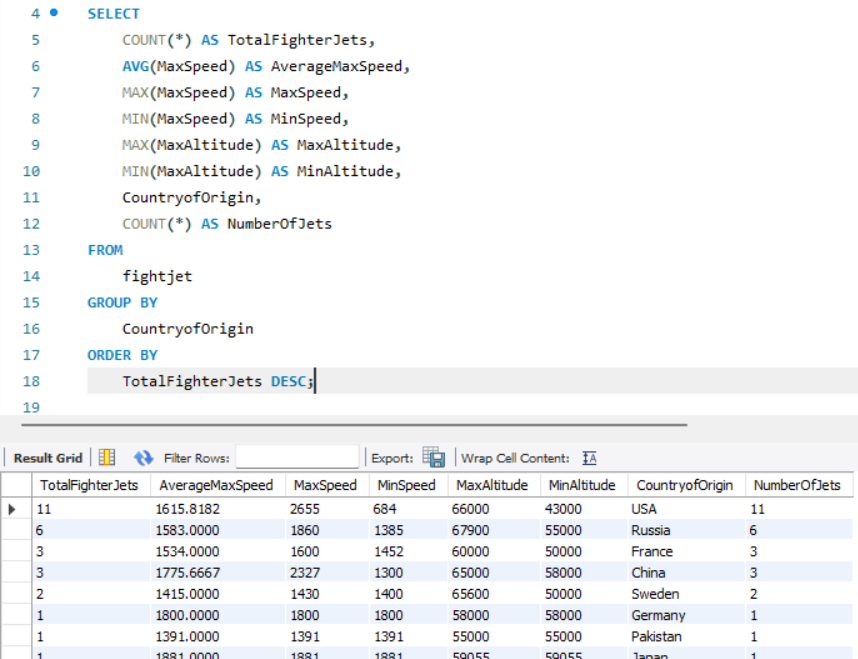 4 SELECT
5 COUNT(*) AS TotalFighterJets,
6 AVG(MaxSpeed) AS AverageMaxSpeed,
7 MAX(MaxSpeed) AS MaxSpeed,
8 MIN(MaxSpeed) AS MinSpeed,
9 MAX(MaxAltitude) AS MaxAltitude,
10 MIN(MaxAltitude) AS MinAltitude,
11 CountryofOrigin,
12 COUNT(*) AS NumberOfJets
13 FROM
14 fightjet
15 GROUP BY
16 CountryofOrigin
17 ORDER BY
18 TotalFighterJets DESC;
19
Result Grid Filter Rows: Export: Wrap Cell Content: IA
TotalFighterJets AverageMaxSpeed MaxSpeed MinSpeed MaxAltitude MinAltitude CountryofOrigin NumberOfJets
11 1615.8182 2655 684 66000 43000 USA 11
6 1583.0000 1860 1385 67900 55000 Russia 6
3 1534.0000 1600 1452 60000 50000 France 3
3 1775.6667 2327 1300 65000 58000 China 3
2 1415.0000 1430 1400 65600 50000 Sweden 2
1 1800.0000 1800 1800 58000 58000 Germany 1
1 1391.0000 1391 1391 55000 55000 Pakistan 1
1 1881.0000 1881 1881 59055 59055 Japan 1